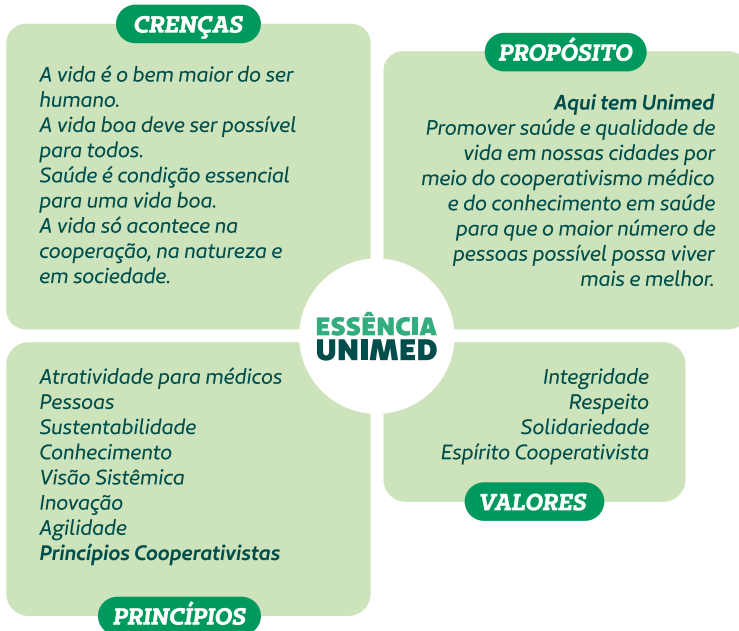 CRENÇAS
A vida é o bem maior do ser
humano.
A vida boa deve ser possível
para todos.
Saúde é condição essencial
para uma vida boa.
A vida só acontece na
cooperação, na natureza e
em sociedade.
PROPÓSITO
Aqui tem Unimed
Promover saúde e qualidade de
vida em nossas cidades por
meio do cooperativismo médico
e do conhecimento em saúde
para que o maior número de
pessoas possível possa viver
mais e melhor.
ESSÊNCIA
UNIMED
Atratividade para médicos
Pessoas
Sustentabilidade
Conhecimento
Visão Sistêmica
Inovação
Agilidade
Princípios Cooperativistas
PRINCÍPIOS
Integridade
Respeito
Solidariedade
Espírito Cooperativista
VALORES